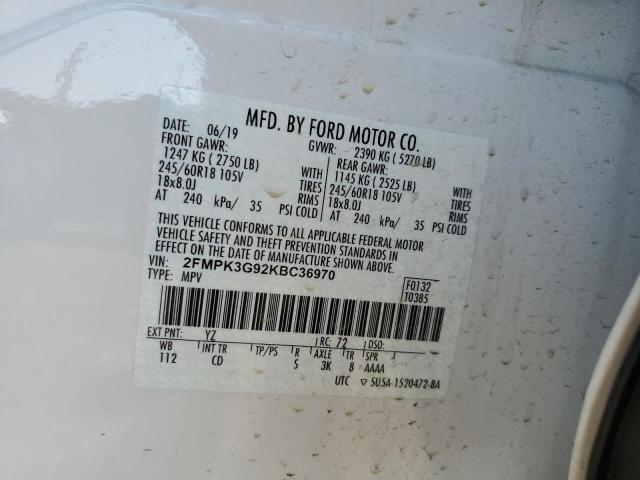 MFD. BY FORD MOTOR CO.
DATE: 06/19 GVWR: 2390 KG ( 5270 LB)
FRONT GAWR: REAR GAWR:
1247 KG ( 2750 LB) WITH 1145 KG ( 2525 LB) WITH
245/60R18 105V TIRES 245/60R18 105V TIRES
18x8.0J RIMS 18x8.0J RIMS
AT 240 kPa/ 35 PSI COLD AT 240 kPa/ 35 PSI COLD
THIS VEHICLE CONFORMS TO ALL APPLICABLE FEDERAL MOTOR
VEHICLE SAFETY AND THEFT PREVENTION STANDARDS IN
EFFECT ON THE DATE OF MANUFACTURE SHOWN ABOVE.
VIN: 2FMPK3G92KBC36970 F0132
TYPE: MPV T0385
EXT PNT: YZ RC: 72 DSO:
WB INT TR TP/PS R AXLE TR SPR
112 CD S 3K 8 AAAA
UTC ▽ 5U5A-1520472-BA